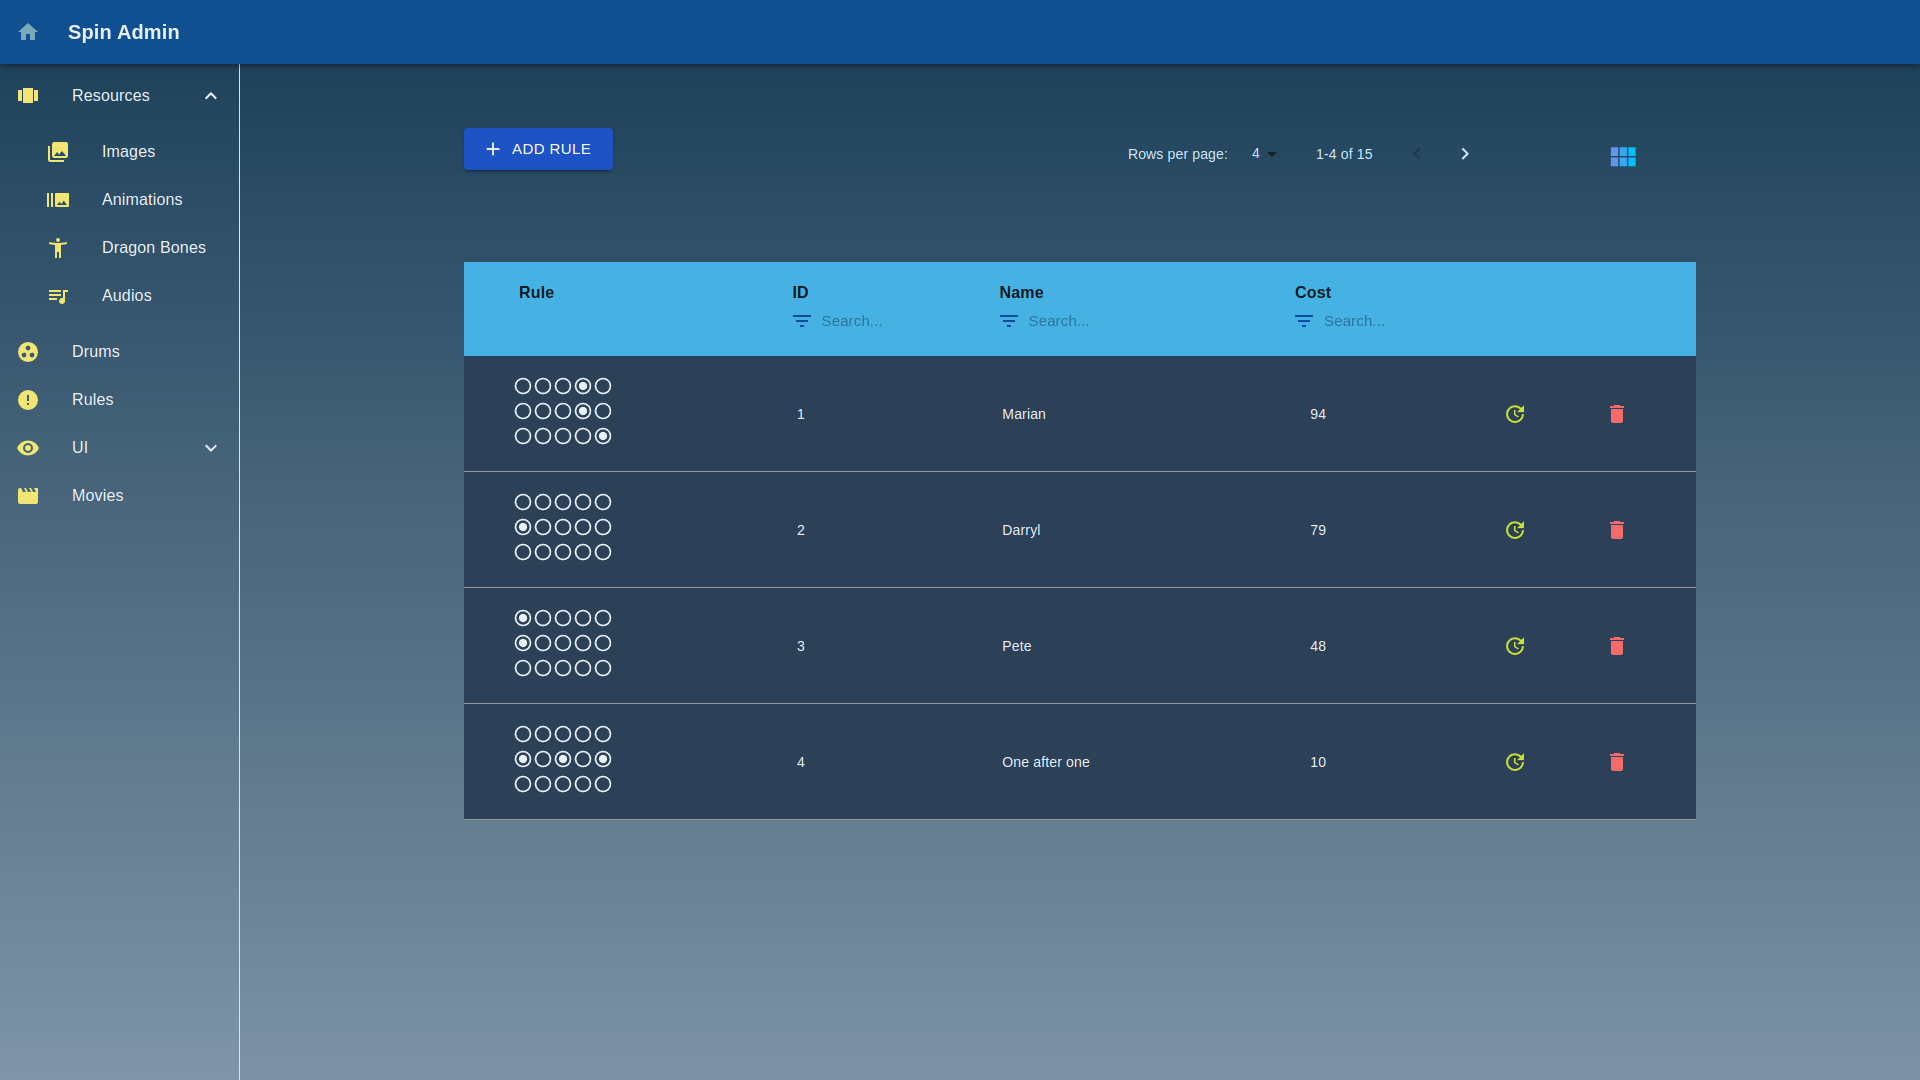 Spin Admin
Resources
Images
Animations
Dragon Bones
Audios
Drums
Rules
UI
Movies
ADD RULE
Rows per page: 4 1-4 of 15
Rule ID Name Cost
Search... Search... Search...
1 Marian 94
2 Darryl 79
3 Pete 48
4 One after one 10